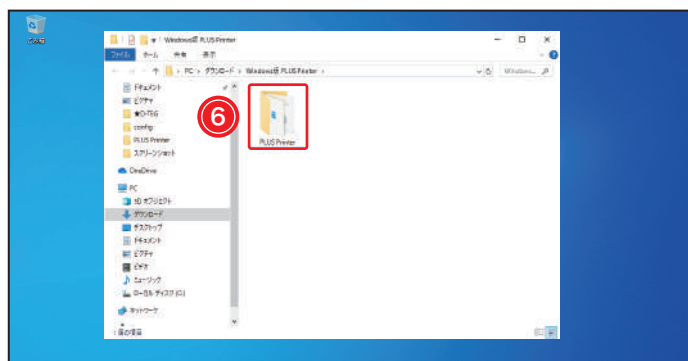 ごみ箱
Windows版 PLUS Printer
ファイル ホーム 共有 表示
PC › ダウンロード › Windows版 PLUS Printer ›
Windows...
ドキュメント
ピクチャ
config
PLUS Printer
スクリーンショット
OneDrive
PC
3D オブジェクト
ダウンロード
デスクトップ
ドキュメント
ピクチャ
ビデオ
ミュージック
ローカル ディスク (C:)
ネットワーク
1 個の項目
6
PLUS Printer